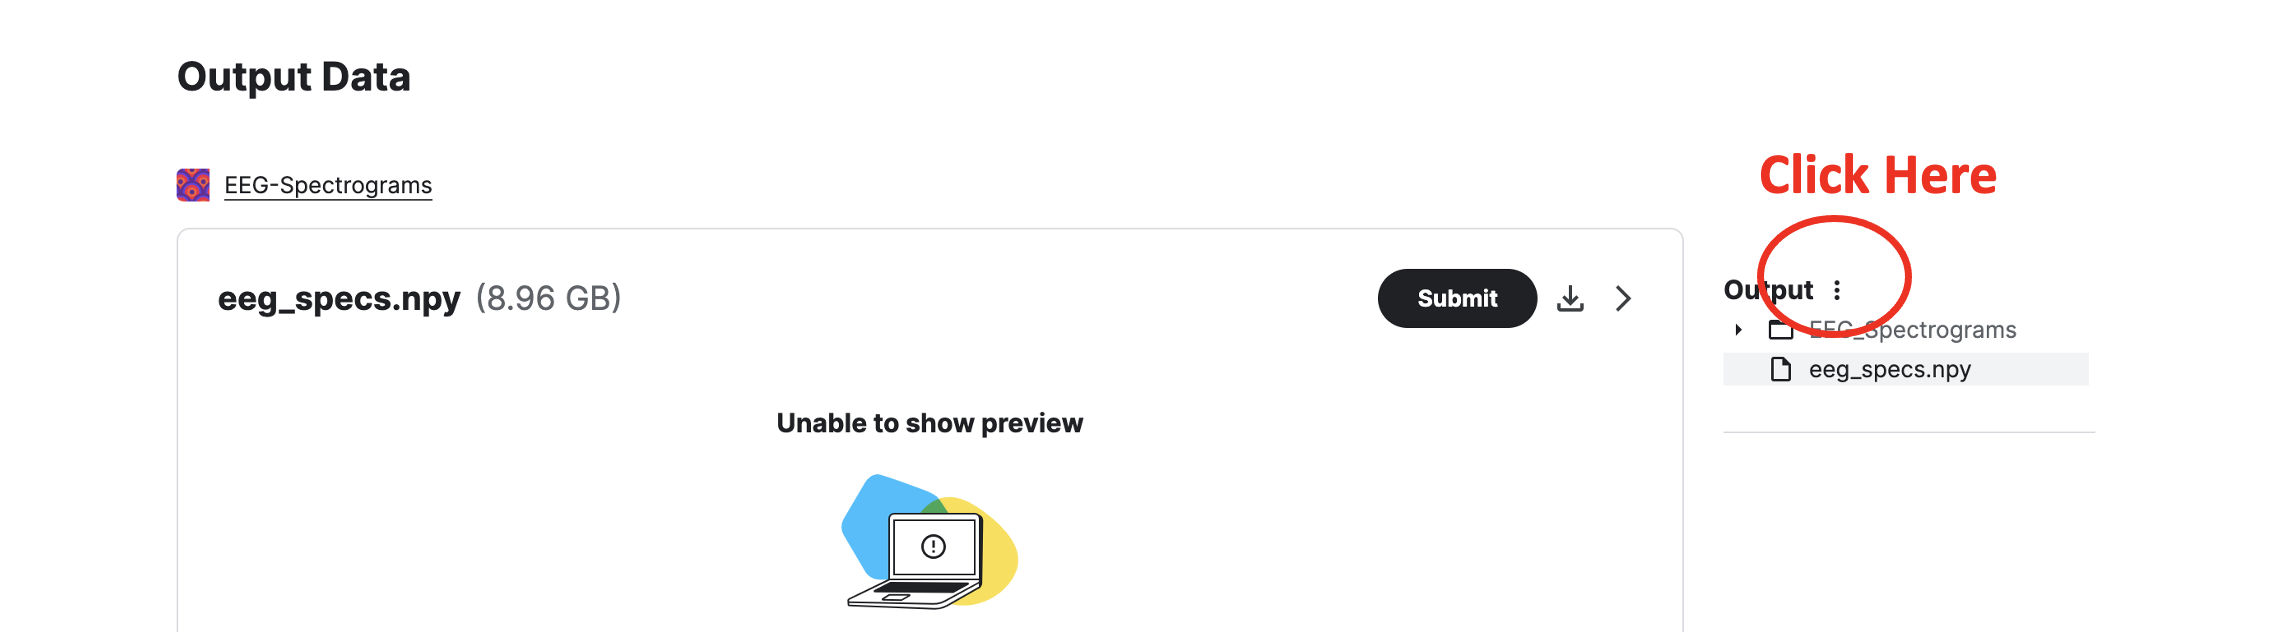 Output Data
EEG-Spectrograms
eeg_specs.npy (8.96 GB)
Submit
Unable to show preview
Click Here
Output
EEG_Spectrograms
eeg_specs.npy